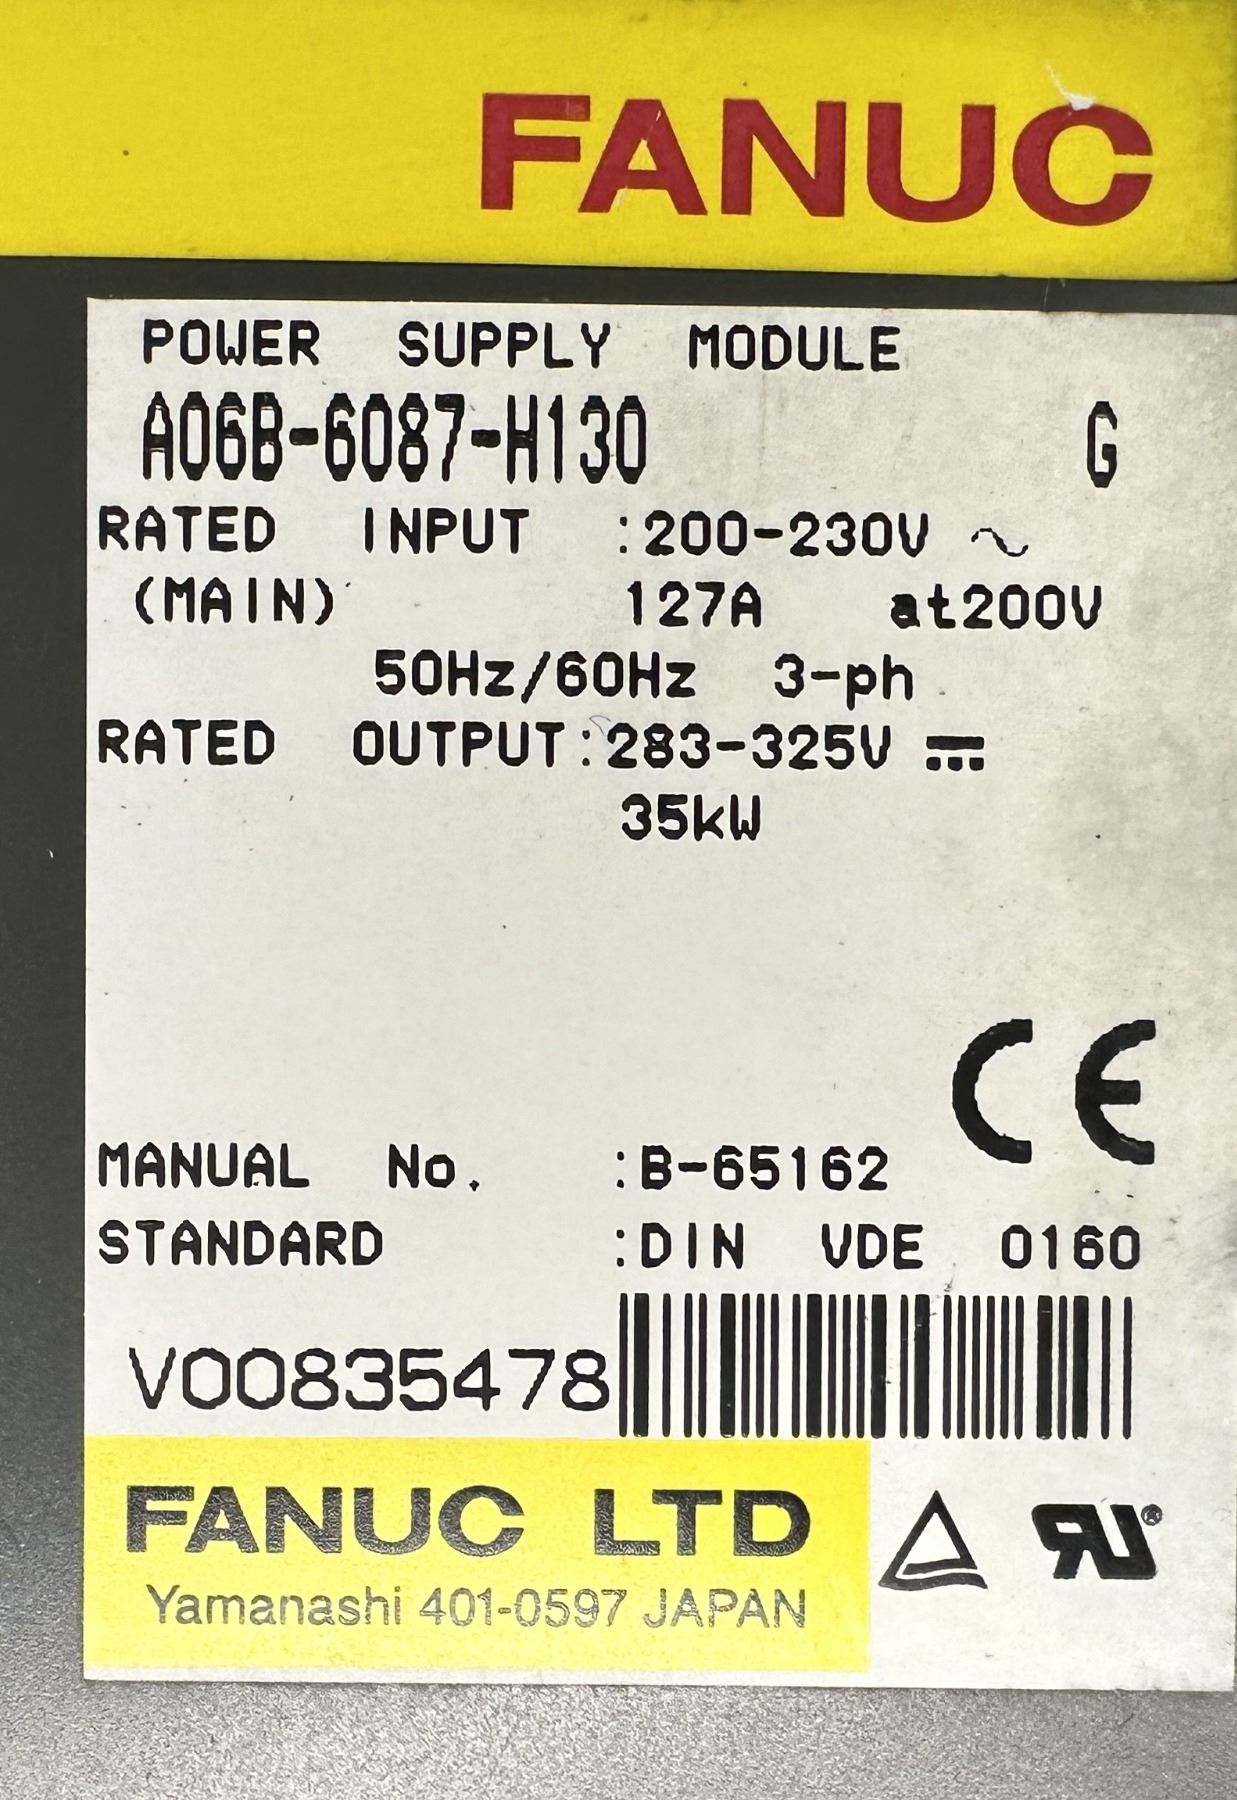 FANUC
POWER SUPPLY MODULE
A06B-6087-H130 G
RATED INPUT :200-230V ∿
(MAIN) 127A at200V
50Hz/60Hz 3-ph
RATED OUTPUT:283-325V ⎓
35kW
CE
MANUAL No. :B-65162
STANDARD :DIN VDE 0160
V00835478
FANUC LTD
Yamanashi 401-0597 JAPAN
RU®